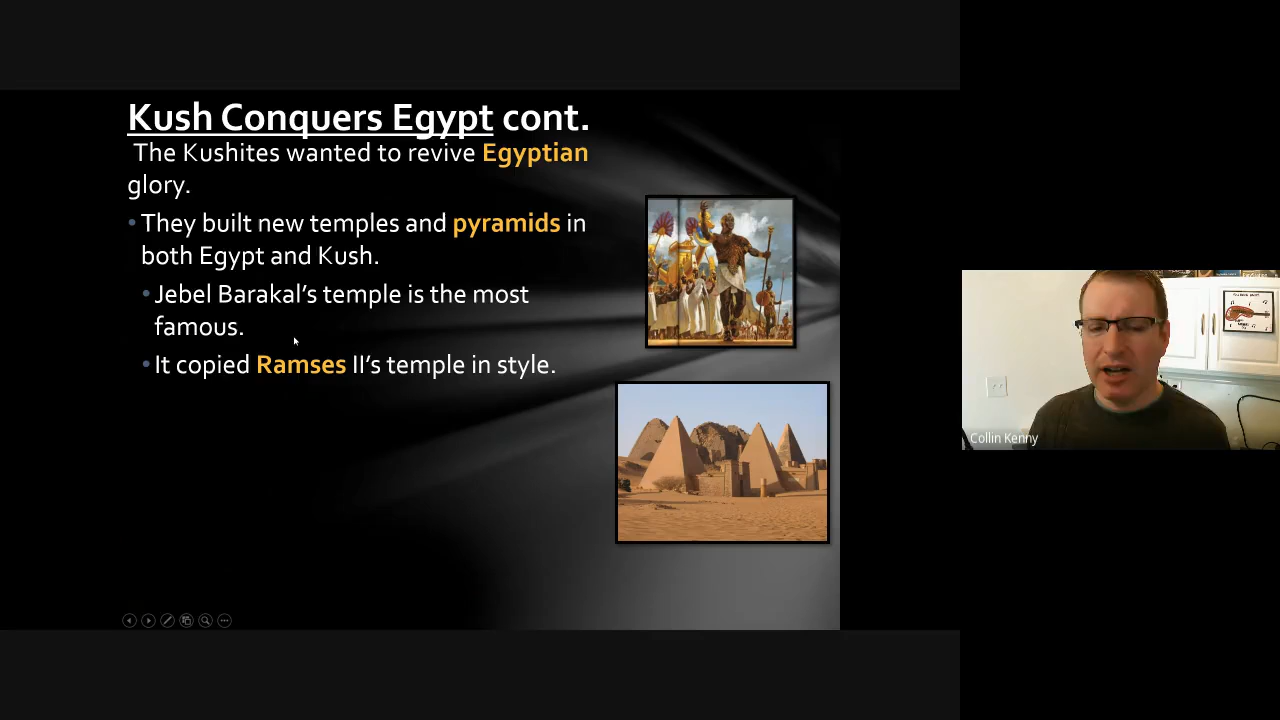 Kush Conquers Egypt cont.
The Kushites wanted to revive Egyptian
glory.
• They built new temples and pyramids in
both Egypt and Kush.
• Jebel Barakal’s temple is the most
famous.
• It copied Ramses II’s temple in style.
Collin Kenny